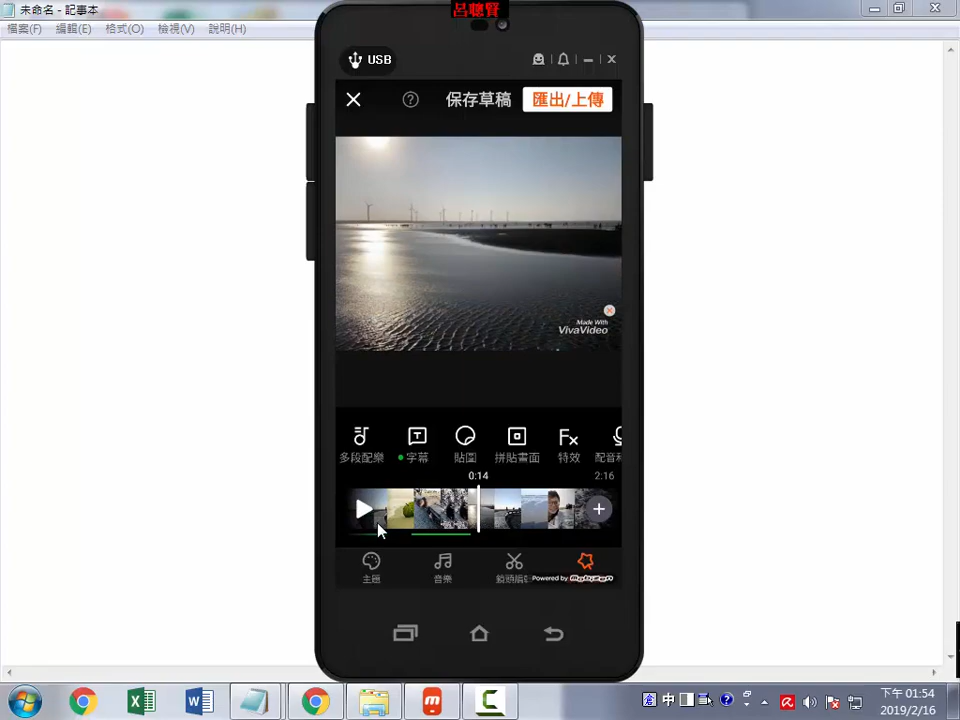 未命名 - 記事本
呂聰賢
檔案(F) 編輯(E) 格式(O) 檢視(V) 說明(H)
USB
保存草稿 匯出/上傳
Made With
VivaVideo
多段配樂 字幕 貼圖 拼貼畫面 特效
0:14 2:16
主題 音樂
Powered by Mobizen
中
下午 01:54
2019/2/16